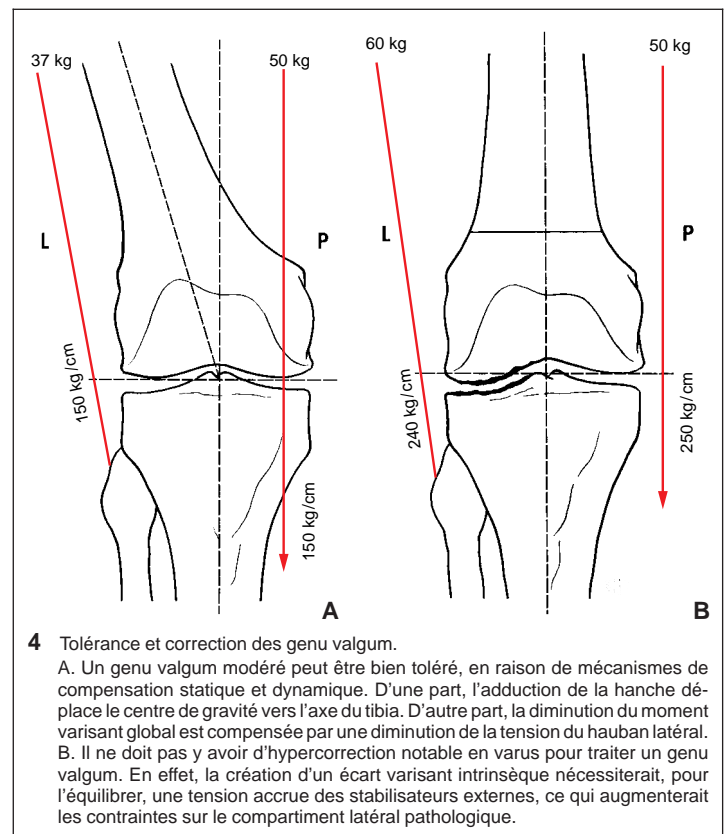 37 kg
50 kg
L
P
150 kg/cm
150 kg/cm
A
60 kg
50 kg
L
P
240 kg/cm
250 kg/cm
B
4 Tolérance et correction des genu valgum.
A. Un genu valgum modéré peut être bien toléré, en raison de mécanismes de
compensation statique et dynamique. D'une part, l'adduction de la hanche dé-
place le centre de gravité vers l'axe du tibia. D'autre part, la diminution du moment
varisant global est compensée par une diminution de la tension du hauban latéral.
B. Il ne doit pas y avoir d'hypercorrection notable en varus pour traiter un genu
valgum. En effet, la création d'un écart varisant intrinsèque nécessiterait, pour
l'équilibrer, une tension accrue des stabilisateurs externes, ce qui augmenterait
les contraintes sur le compartiment latéral pathologique.